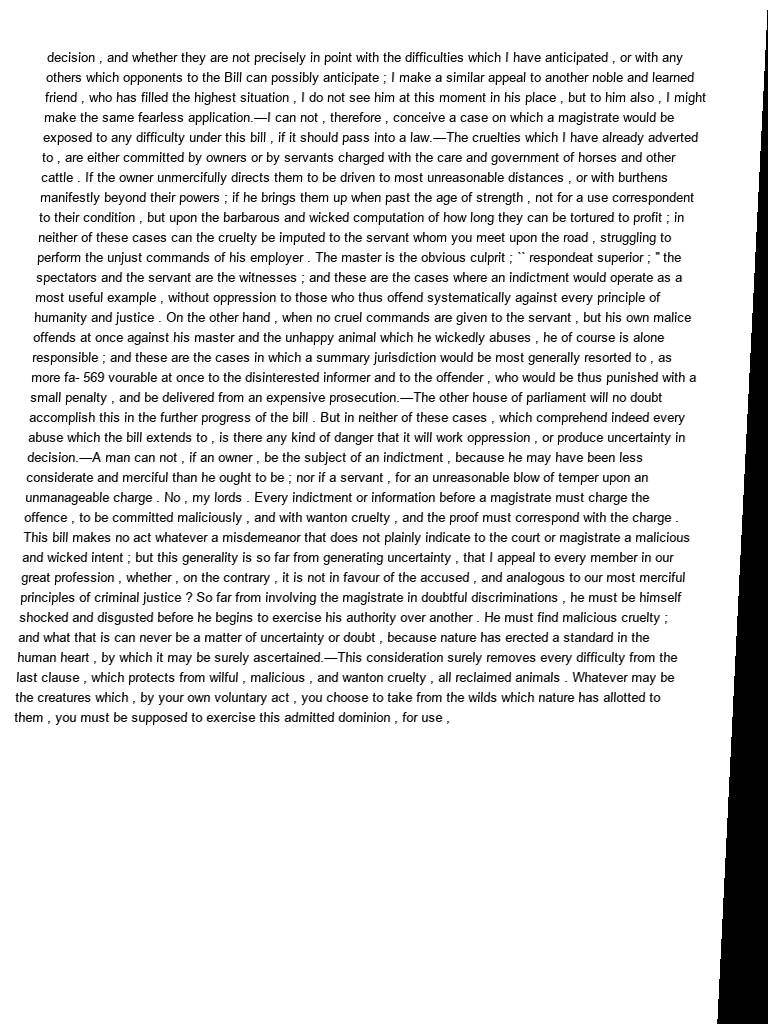 decision , and whether they are not precisely in point with the difficulties which I have anticipated , or with any
others which opponents to the Bill can possibly anticipate ; I make a similar appeal to another noble and learned
friend , who has filled the highest situation , I do not see him at this moment in his place , but to him also , I might
make the same fearless application.—I can not , therefore , conceive a case on which a magistrate would be
exposed to any difficulty under this bill , if it should pass into a law.—The cruelties which I have already adverted
to , are either committed by owners or by servants charged with the care and government of horses and other
cattle . If the owner unmercifully directs them to be driven to most unreasonable distances , or with burthens
manifestly beyond their powers ; if he brings them up when past the age of strength , not for a use correspondent
to their condition , but upon the barbarous and wicked computation of how long they can be tortured to profit ; in
neither of these cases can the cruelty be imputed to the servant whom you meet upon the road , struggling to
perform the unjust commands of his employer . The master is the obvious culprit ; `` respondeat superior ; '' the
spectators and the servant are the witnesses ; and these are the cases where an indictment would operate as a
most useful example , without oppression to those who thus offend systematically against every principle of
humanity and justice . On the other hand , when no cruel commands are given to the servant , but his own malice
offends at once against his master and the unhappy animal which he wickedly abuses , he of course is alone
responsible ; and these are the cases in which a summary jurisdiction would be most generally resorted to , as
more fa- 569 vourable at once to the disinterested informer and to the offender , who would be thus punished with a
small penalty , and be delivered from an expensive prosecution.—The other house of parliament will no doubt
accomplish this in the further progress of the bill . But in neither of these cases , which comprehend indeed every
abuse which the bill extends to , is there any kind of danger that it will work oppression , or produce uncertainty in
decision.—A man can not , if an owner , be the subject of an indictment , because he may have been less
considerate and merciful than he ought to be ; nor if a servant , for an unreasonable blow of temper upon an
unmanageable charge . No , my lords . Every indictment or information before a magistrate must charge the
offence , to be committed maliciously , and with wanton cruelty , and the proof must correspond with the charge .
This bill makes no act whatever a misdemeanor that does not plainly indicate to the court or magistrate a malicious
and wicked intent ; but this generality is so far from generating uncertainty , that I appeal to every member in our
great profession , whether , on the contrary , it is not in favour of the accused , and analogous to our most merciful
principles of criminal justice ? So far from involving the magistrate in doubtful discriminations , he must be himself
shocked and disgusted before he begins to exercise his authority over another . He must find malicious cruelty ;
and what that is can never be a matter of uncertainty or doubt , because nature has erected a standard in the
human heart , by which it may be surely ascertained.—This consideration surely removes every difficulty from the
last clause , which protects from wilful , malicious , and wanton cruelty , all reclaimed animals . Whatever may be
the creatures which , by your own voluntary act , you choose to take from the wilds which nature has allotted to
them , you must be supposed to exercise this admitted dominion , for use ,